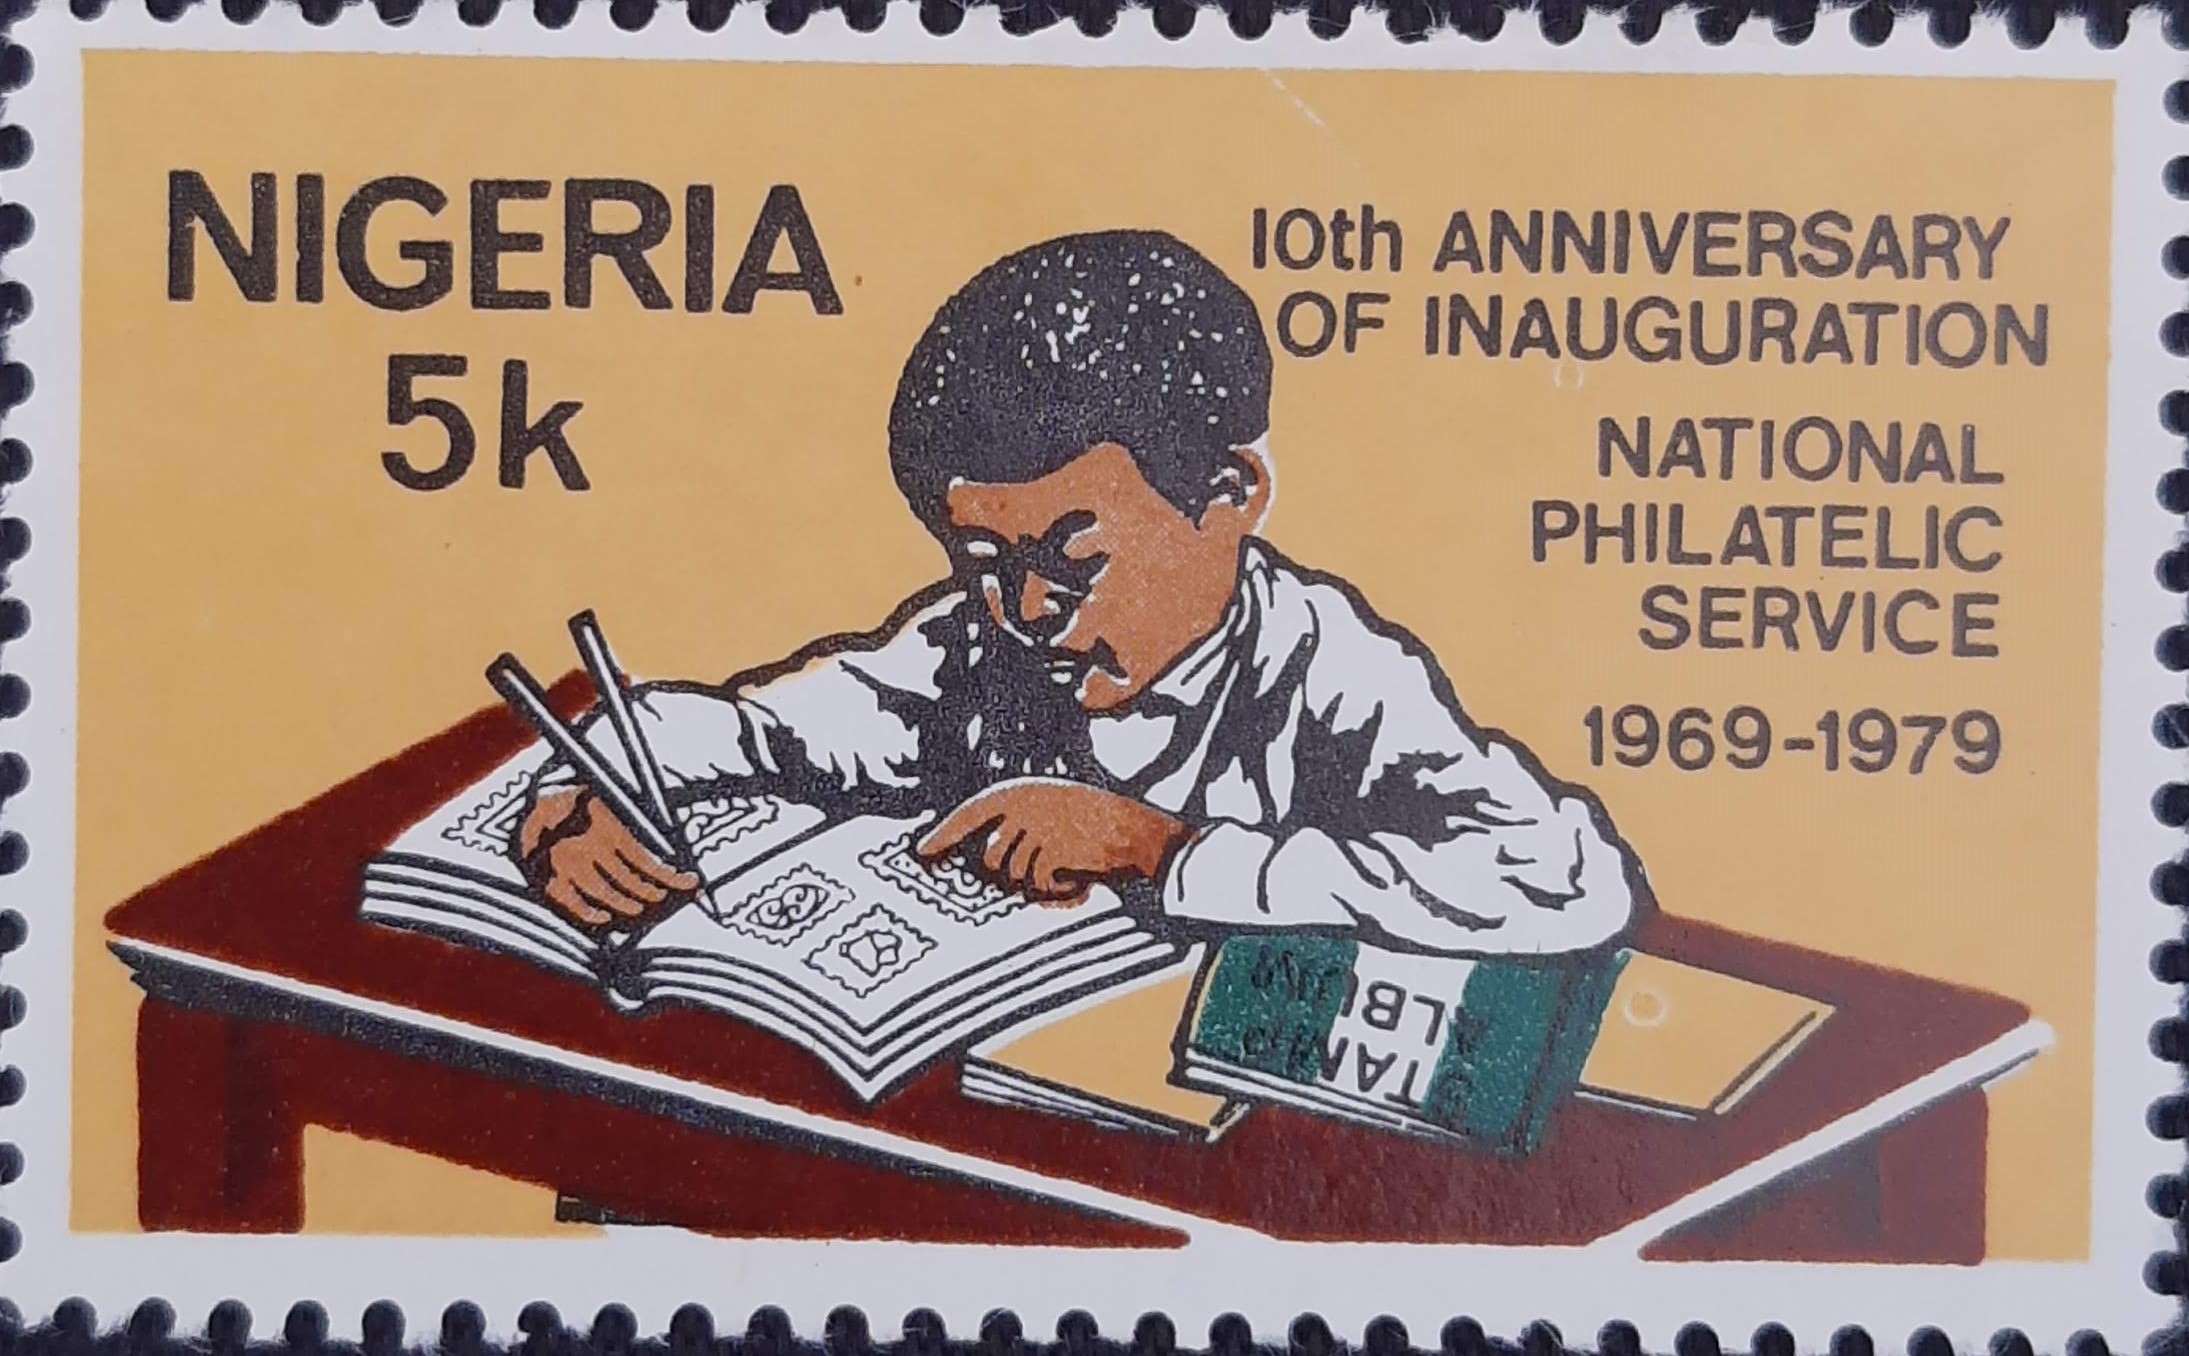 NIGERIA
5k
10th ANNIVERSARY
OF INAUGURATION
NATIONAL
PHILATELIC
SERVICE
1969-1979